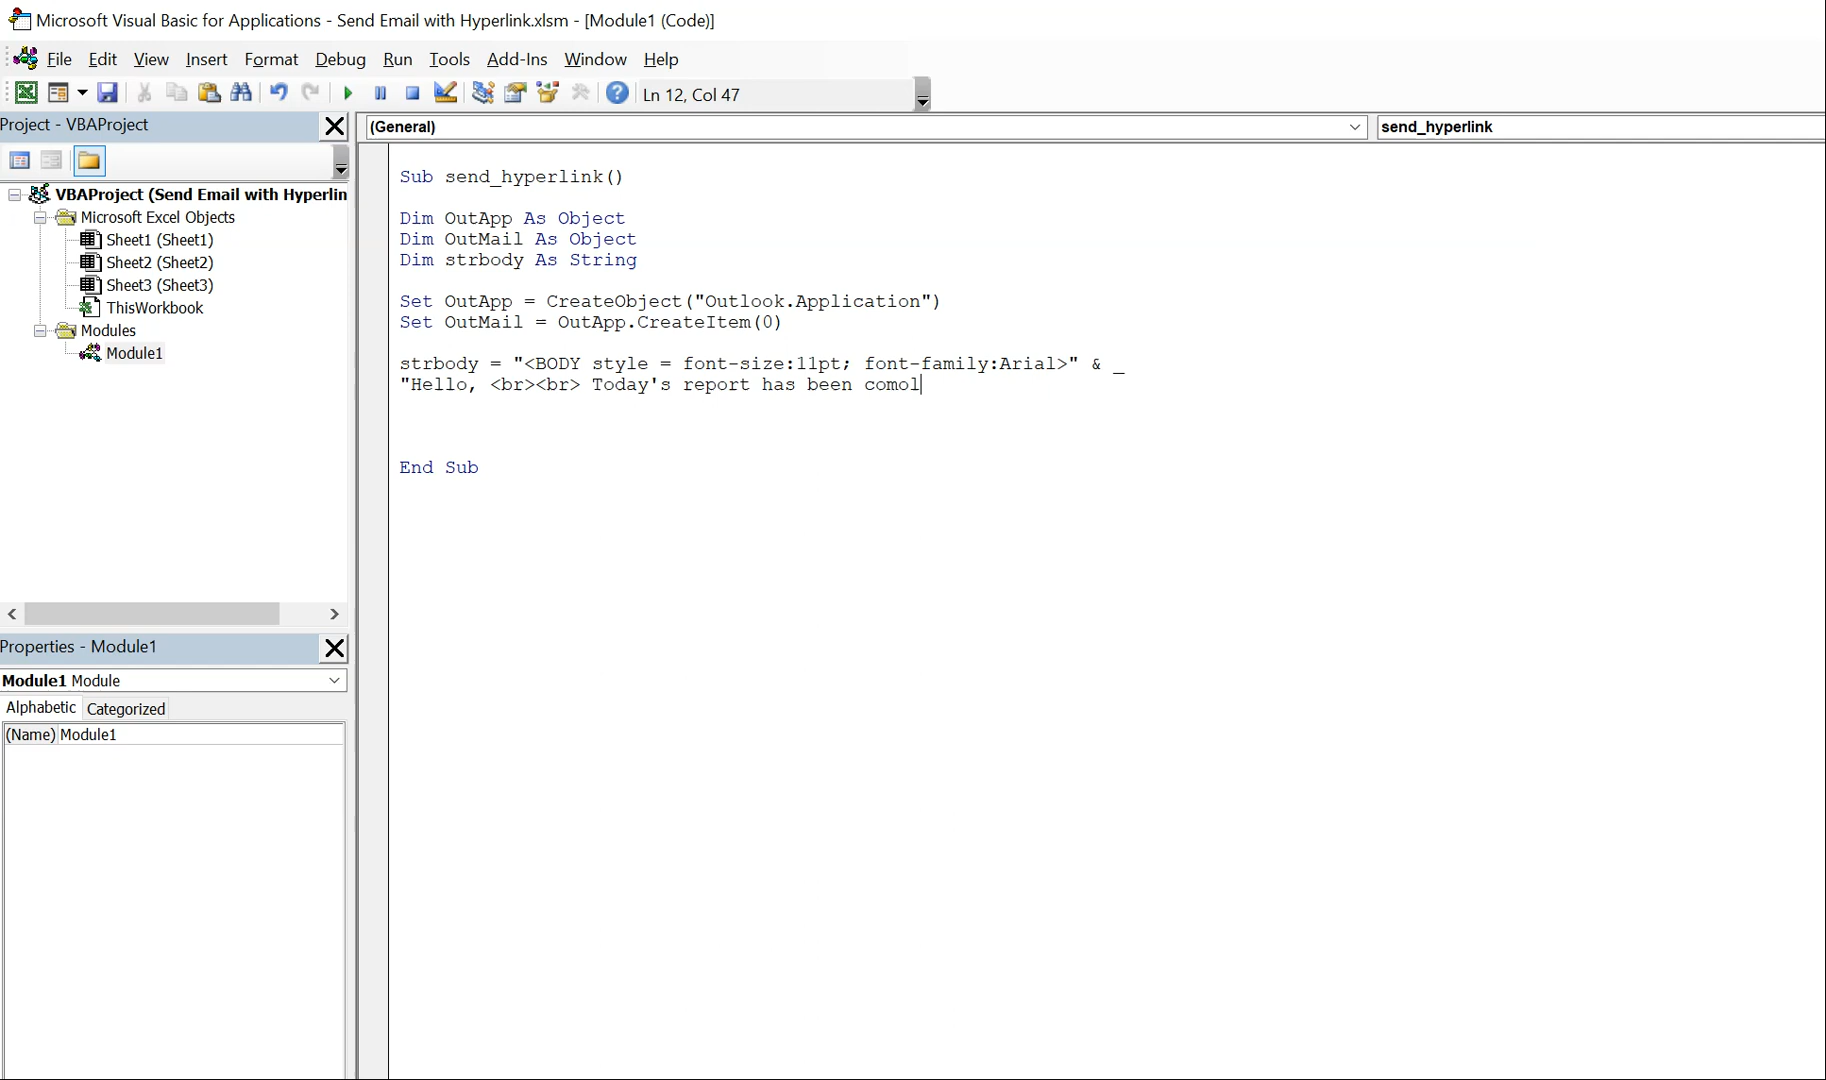 Microsoft Visual Basic for Applications - Send Email with Hyperlink.xlsm - [Module1 (Code)]
File Edit View Insert Format Debug Run Tools Add-Ins Window Help
Ln 12, Col 47
Project - VBAProject
(General)
send_hyperlink
VBAProject (Send Email with Hyperlin
Microsoft Excel Objects
Sheet1 (Sheet1)
Sheet2 (Sheet2)
Sheet3 (Sheet3)
ThisWorkbook
Modules
Module1
Sub send_hyperlink()
Dim OutApp As Object
Dim OutMail As Object
Dim strbody As String
Set OutApp = CreateObject("Outlook.Application")
Set OutMail = OutApp.CreateItem(0)
strbody = "<BODY style = font-size:11pt; font-family:Arial>" & _
"Hello, <br><br> Today's report has been comol
End Sub
Properties - Module1
Module1 Module
Alphabetic Categorized
(Name) Module1